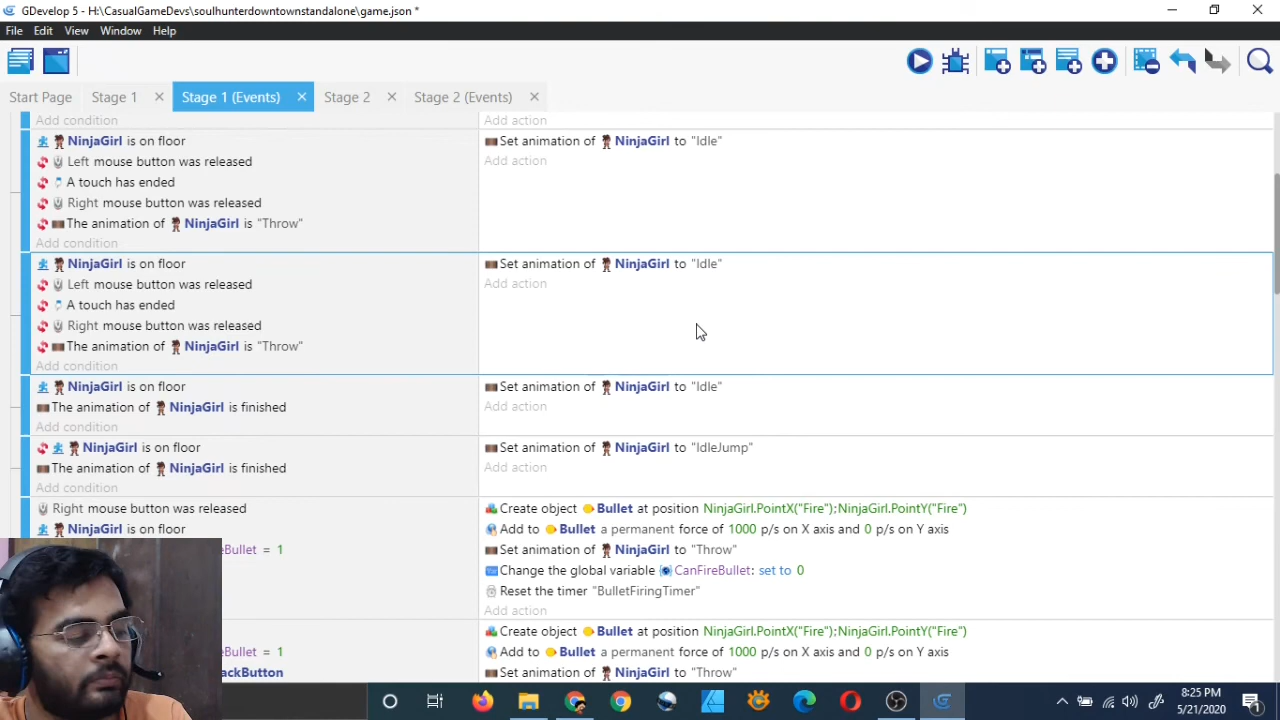 GDevelop 5 - H:\CasualGameDevs\soulhunterdowntownstandalone\game.json *
File Edit View Window Help
Start Page Stage 1 Stage 1 (Events) Stage 2 Stage 2 (Events)
Add condition Add action
NinjaGirl is on floor Set animation of NinjaGirl to "Idle"
Left mouse button was released Add action
A touch has ended
Right mouse button was released
The animation of NinjaGirl is "Throw"
Add condition
NinjaGirl is on floor Set animation of NinjaGirl to "Idle"
Left mouse button was released Add action
A touch has ended
Right mouse button was released
The animation of NinjaGirl is "Throw"
Add condition
NinjaGirl is on floor Set animation of NinjaGirl to "Idle"
The animation of NinjaGirl is finished Add action
Add condition
NinjaGirl is on floor Set animation of NinjaGirl to "IdleJump"
The animation of NinjaGirl is finished Add action
Add condition
Right mouse button was released Create object Bullet at position NinjaGirl.PointX("Fire");NinjaGirl.PointY("Fire")
NinjaGirl is on floor Add to Bullet a permanent force of 1000 p/s on X axis and 0 p/s on Y axis
eBullet = 1 Set animation of NinjaGirl to "Throw"
Change the global variable CanFireBullet: set to 0
Reset the timer "BulletFiringTimer"
Add action
Create object Bullet at position NinjaGirl.PointX("Fire");NinjaGirl.PointY("Fire")
eBullet = 1 Add to Bullet a permanent force of 1000 p/s on X axis and 0 p/s on Y axis
ackButton Set animation of NinjaGirl to "Throw"
8:25 PM
5/21/2020